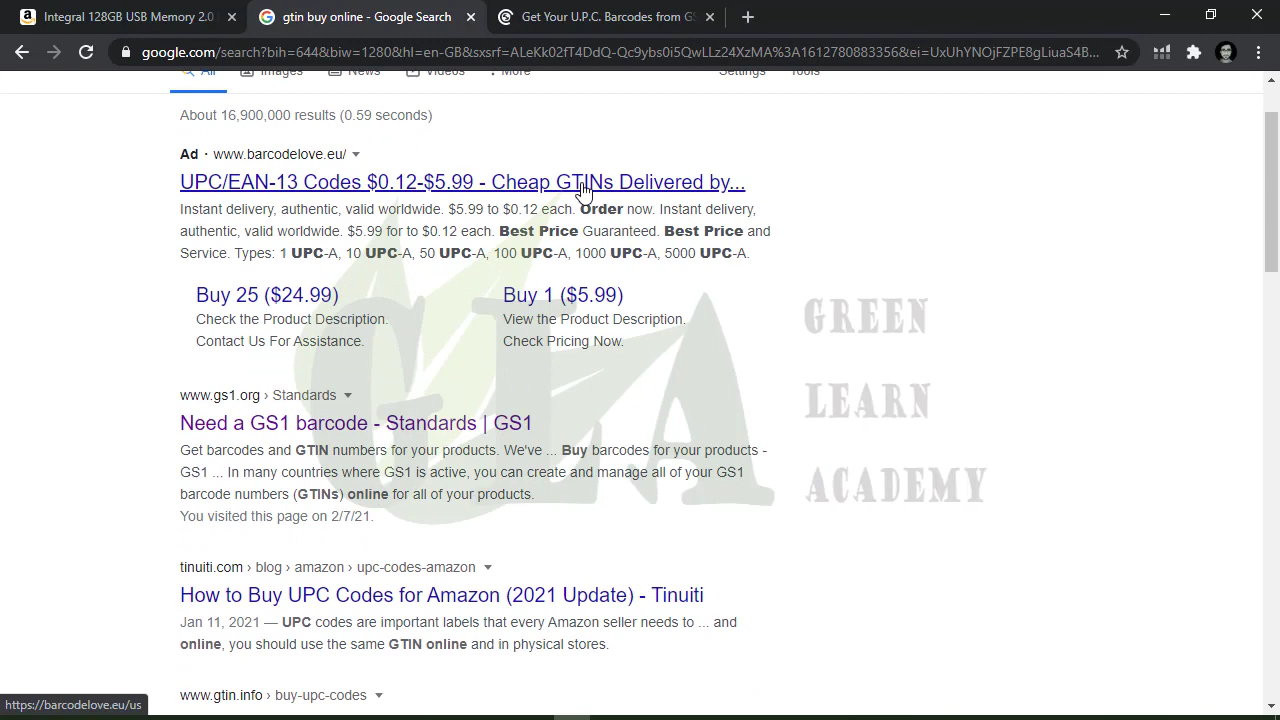 Integral 128GB USB Memory 2.0
gtin buy online - Google Search
Get Your U.P.C. Barcodes from GS
google.com/search?bih=644&biw=1280&hl=en-GB&sxsrf=ALeKk02fT4DdQ-Qc9ybs0i5QwLLz24XzMA%3A1612780883356&ei=UxUhYNOjFZPE8gLiuaS4B...
All Images News Videos More Settings Tools
About 16,900,000 results (0.59 seconds)
Ad · www.barcodelove.eu/
UPC/EAN-13 Codes $0.12-$5.99 - Cheap GTINs Delivered by...
Instant delivery, authentic, valid worldwide. $5.99 to $0.12 each. Order now. Instant delivery,
authentic, valid worldwide. $5.99 for to $0.12 each. Best Price Guaranteed. Best Price and
Service. Types: 1 UPC-A, 10 UPC-A, 50 UPC-A, 100 UPC-A, 1000 UPC-A, 5000 UPC-A.
Buy 25 ($24.99)
Check the Product Description.
Contact Us For Assistance.
Buy 1 ($5.99)
View the Product Description.
Check Pricing Now.
GLA
GREEN
LEARN
ACADEMY
www.gs1.org › Standards
Need a GS1 barcode - Standards | GS1
Get barcodes and GTIN numbers for your products. We've ... Buy barcodes for your products -
GS1 ... In many countries where GS1 is active, you can create and manage all of your GS1
barcode numbers (GTINs) online for all of your products.
You visited this page on 2/7/21.
tinuiti.com › blog › amazon › upc-codes-amazon
How to Buy UPC Codes for Amazon (2021 Update) - Tinuiti
Jan 11, 2021 — UPC codes are important labels that every Amazon seller needs to ... and
online, you should use the same GTIN online and in physical stores.
www.gtin.info › buy-upc-codes
https://barcodelove.eu/us